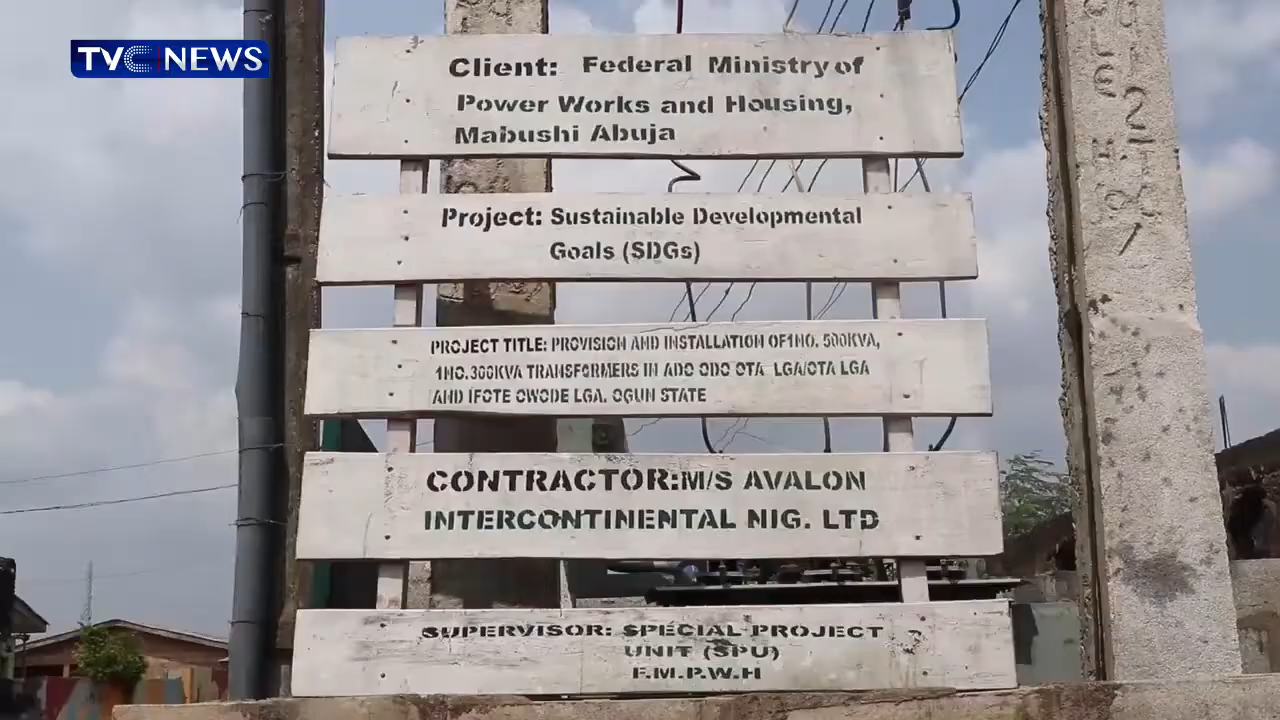 TVC NEWS
Client: Federal Ministry of
Power Works and Housing,
Mabushi Abuja
Project: Sustainable Developmental
Goals (SDGs)
PROJECT TITLE: PROVISION AND INSTALLATION OF 1NO. 500KVA,
1NO. 300KVA TRANSFORMERS IN ADO ODO OTA LGA/OTA LGA
AND IFOTE OWODE LGA, OGUN STATE
CONTRACTOR: M/S AVALON
INTERCONTINENTAL NIG. LTD
SUPERVISOR: SPECIAL PROJECT
UNIT (SPU)
F.M.P.W.H